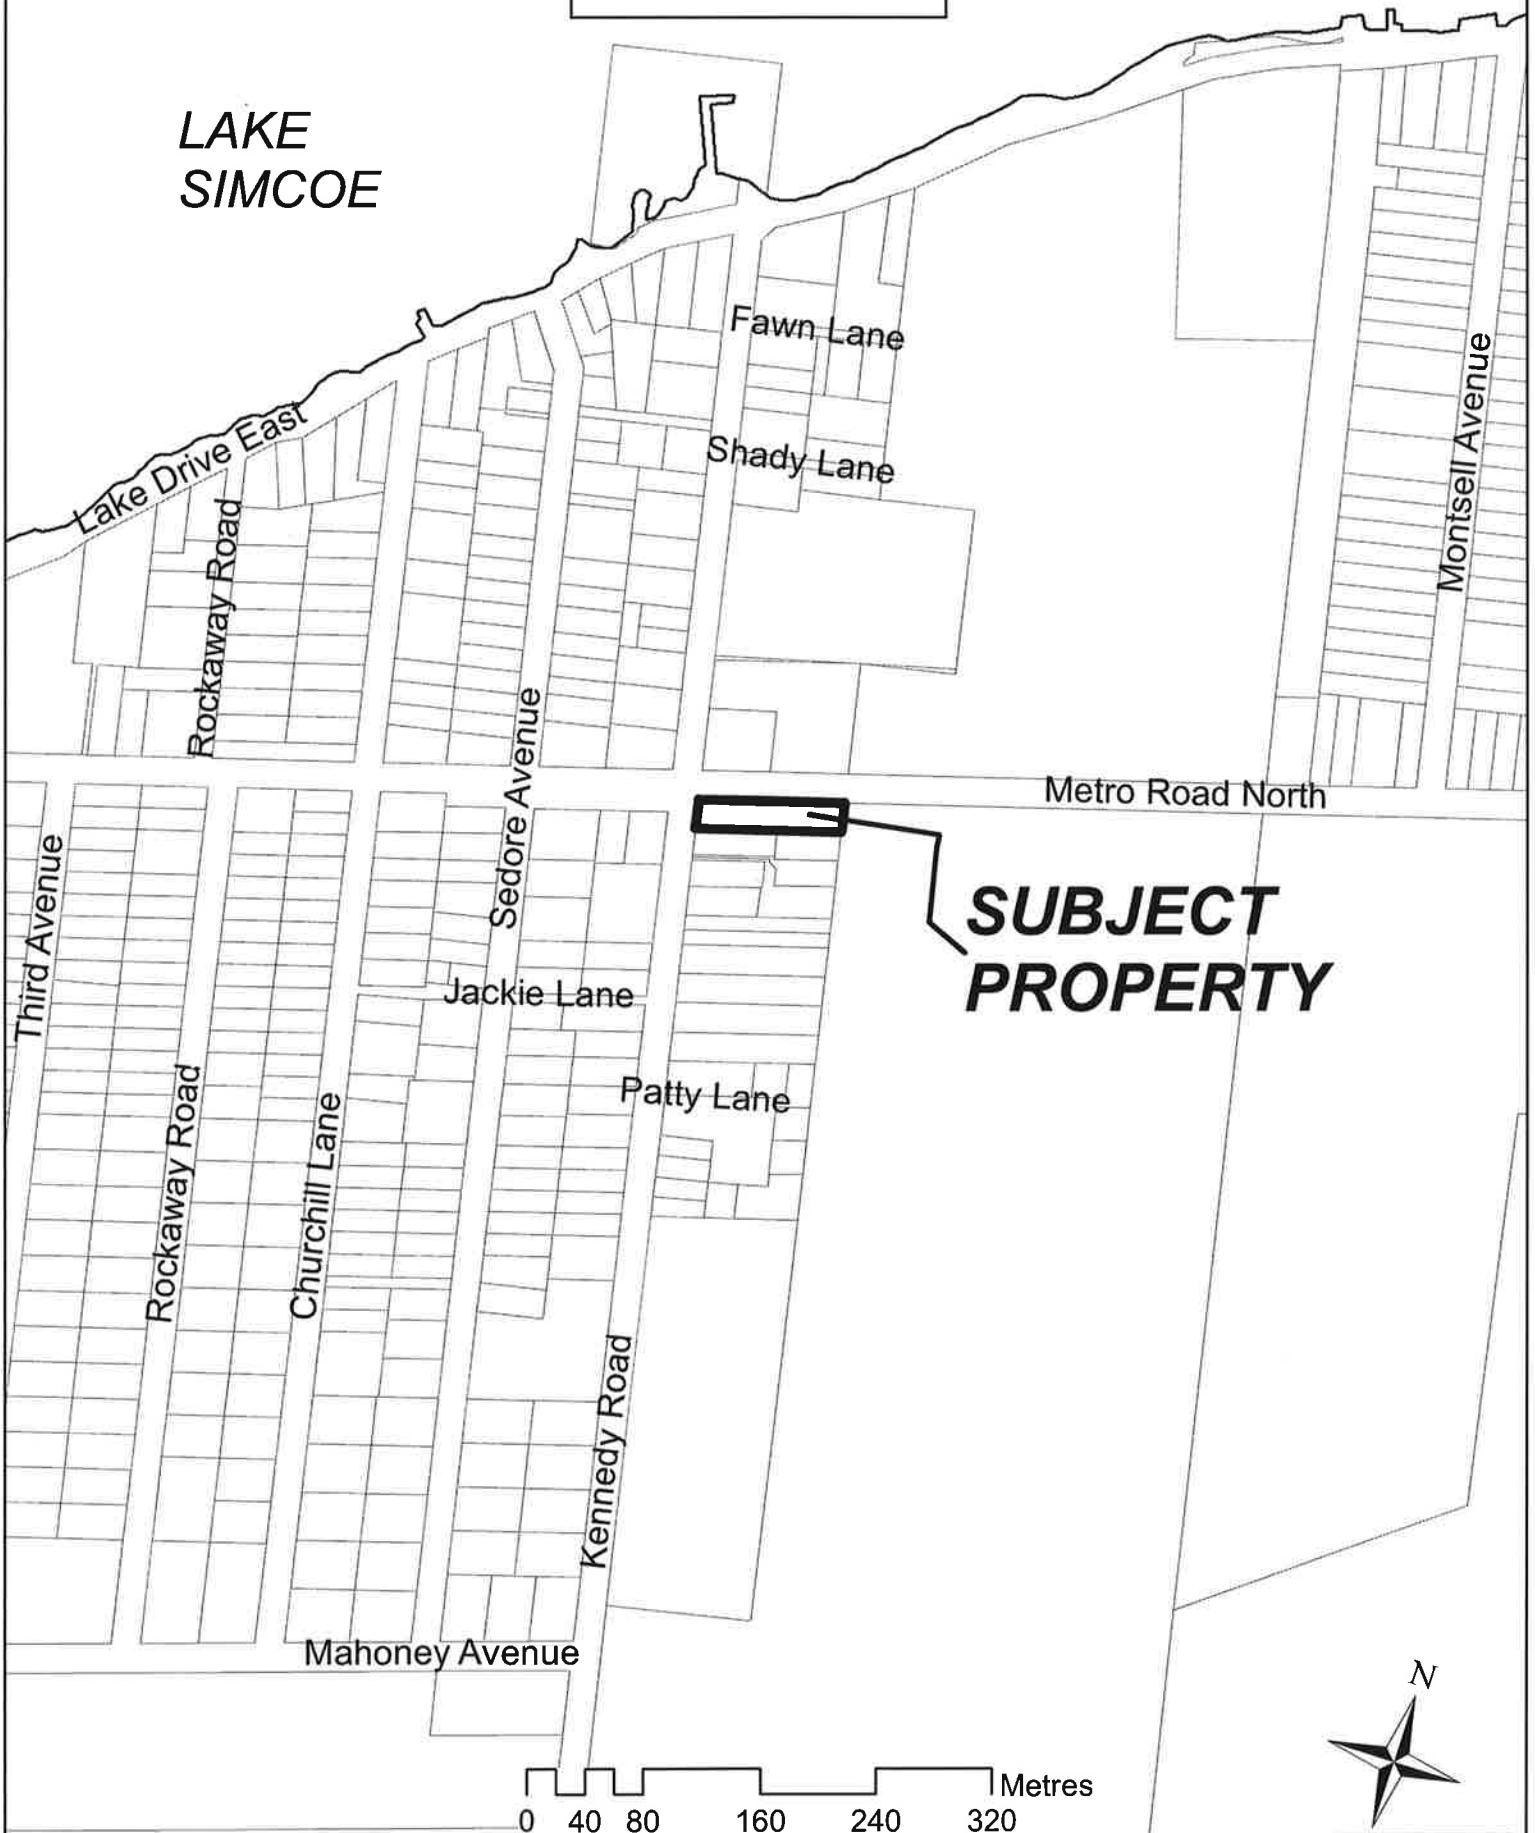 LAKE
SIMCOE
Fawn Lane
Lake Drive East
Shady Lane
Montsell Avenue
Rockaway Road
Sedore Avenue
Metro Road North
Third Avenue
SUBJECT
PROPERTY
Jackie Lane
Patty Lane
Rockaway Road
Churchill Lane
Kennedy Road
Mahoney Avenue
N
Metres
0 40 80 160 240 320